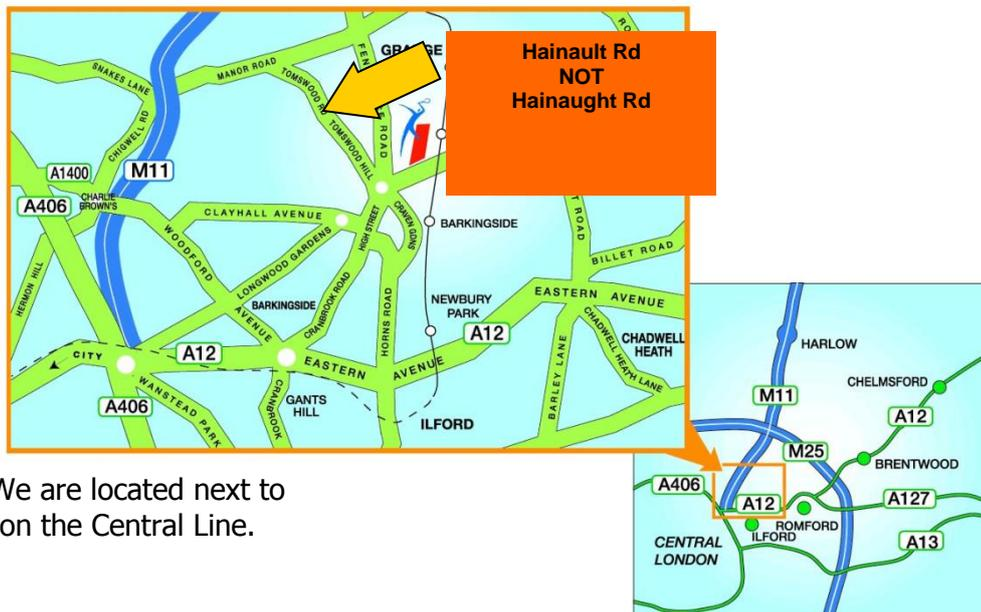 Hainault Rd
NOT
Hainaught Rd
SNAKES LANE
MANOR ROAD
TOMSWOOD
TOMSWOOD HILL
CHIGWELL RD
A1400
M11
A406
CHARLIE
BROWN'S
CLAYHALL AVENUE
HIGH STREET
CRAVEN GDNS
BARKINGSIDE
WOODFORD
AVENUE
LONGWOOD GARDENS
HERMON HILL
BARKINGSIDE
CRANBROOK ROAD
HORNS ROAD
NEWBURY
PARK
BILLET ROAD
EASTERN AVENUE
A12
CITY
A12
EASTERN AVENUE
BARLEY LANE
CHADWELL HEATH LANE
CHADWELL
HEATH
A406
WANSTEAD PARK
CRANBROOK
GANTS
HILL
ILFORD
ROAD
ROAD
HARLOW
M11
CHELMSFORD
A12
M25
BRENTWOOD
A406
A12
A127
ROMFORD
ILFORD
A13
CENTRAL
LONDON
We are located next to
on the Central Line.